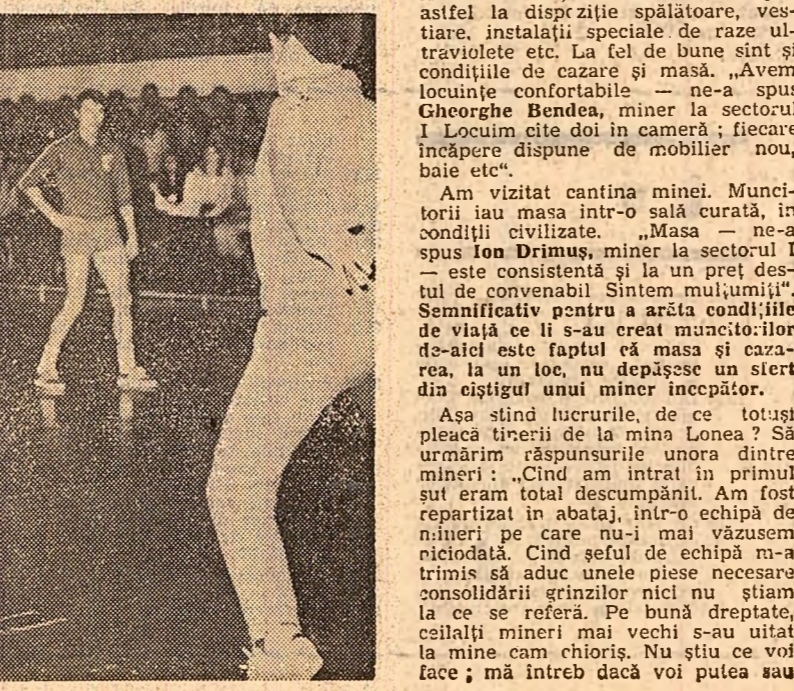 astfel la dispoziție spălătoare, ves-
tiare, instalații speciale de raze ul-
traviolete etc. La fel de bune sînt și
condițiile de cazare și masă. „Avem
locuințe confortabile — ne-a spus
Gheorghe Bendea, miner la sectorul
I Locuim cite doi în cameră ; fiecare
încăpere dispune de mobilier nou,
baie etc“.
Am vizitat cantina minei. Munci-
torii iau masa intr-o sală curată, în
condiții civilizate. „Masa — ne-a
spus Ion Drimuș, miner la sectorul I
— este consistentă și la un preț des-
tul de convenabil Sintem mulțumiți“.
Semnificativ pentru a arăta condițiile
de viață ce li s-au creat muncitorilor
de-aici este faptul că masa și caza-
rea, la un loc, nu depășesc un sfert
din ciștigul unui miner începător.
Așa stind lucrurile, de ce totuși
pleacă tinerii de la mina Lonea ? Să
urmărim răspunsurile unora dintre
mineri : „Cînd am intrat în primul
șut eram total descumpănit. Am fost
repartizat in abataj, într-o echipă de
mineri pe care nu-i mai văzusem
niciodată. Cind șeful de echipă m-a
trimis să aduc unele piese necesare
consolidării grinzilor nici nu știam
la ce se referă. Pe bună dreptate,
ceilalți mineri mai vechi s-au uitat
la mine cam chiorîș. Nu știu ce voi
face ; mă întreb dacă voi putea sau